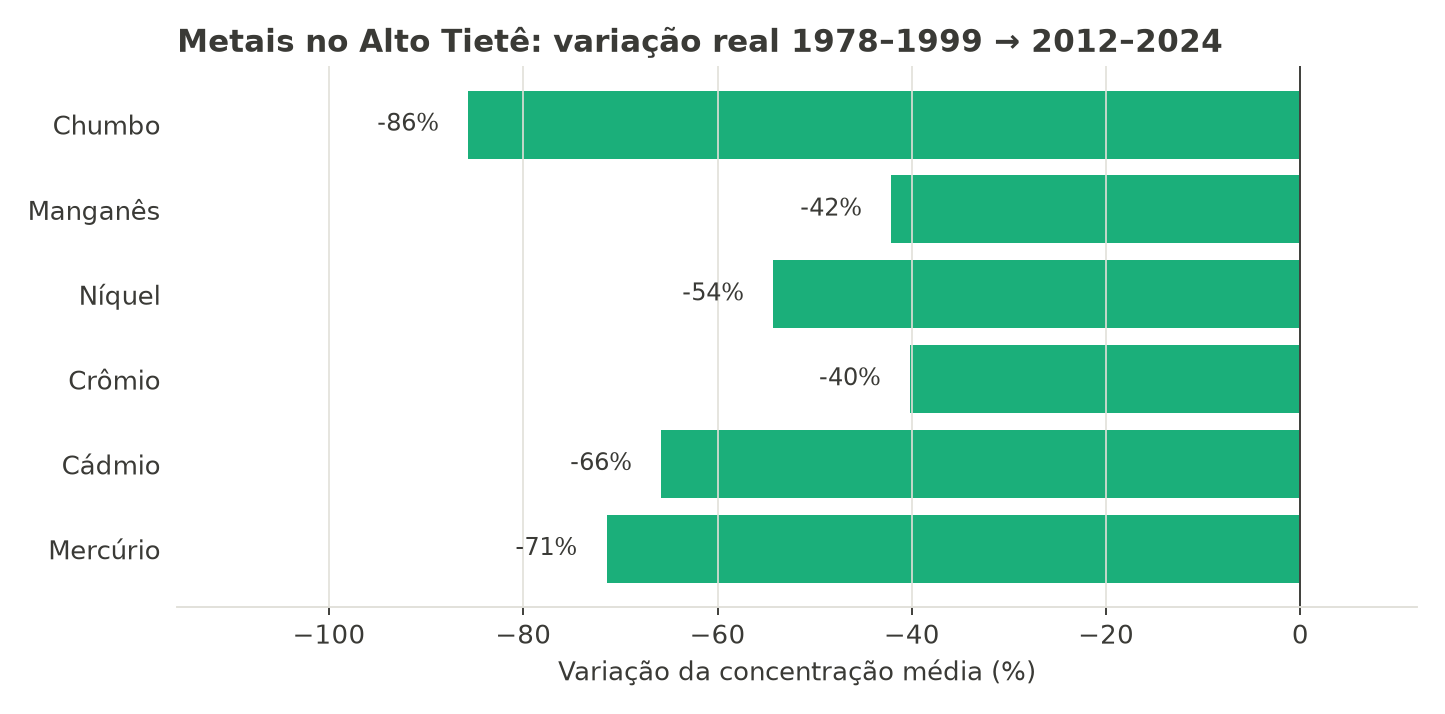 Metais no Alto Tietê: variação real 1978–1999 → 2012–2024
Chumbo
-86%
Manganês
-42%
Níquel
-54%
Crômio
-40%
Cádmio
-66%
Mercúrio
-71%
−100
−80
−60
−40
−20
0
Variação da concentração média (%)